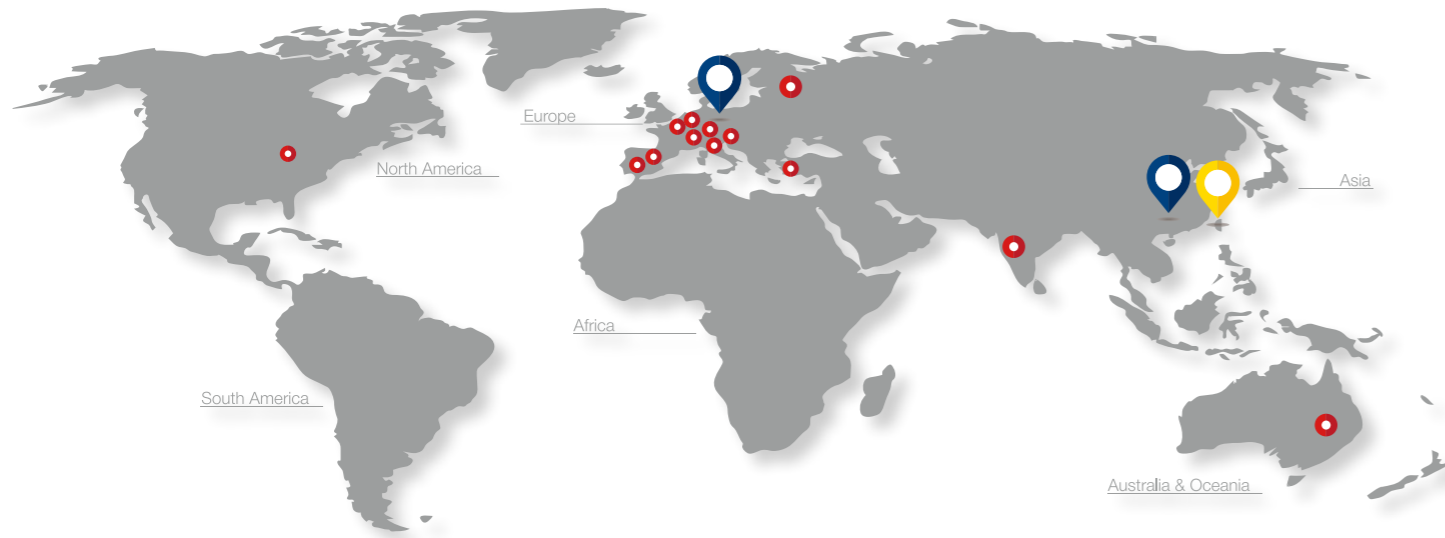 Europe
North America
Asia
Africa
South America
Australia & Oceania